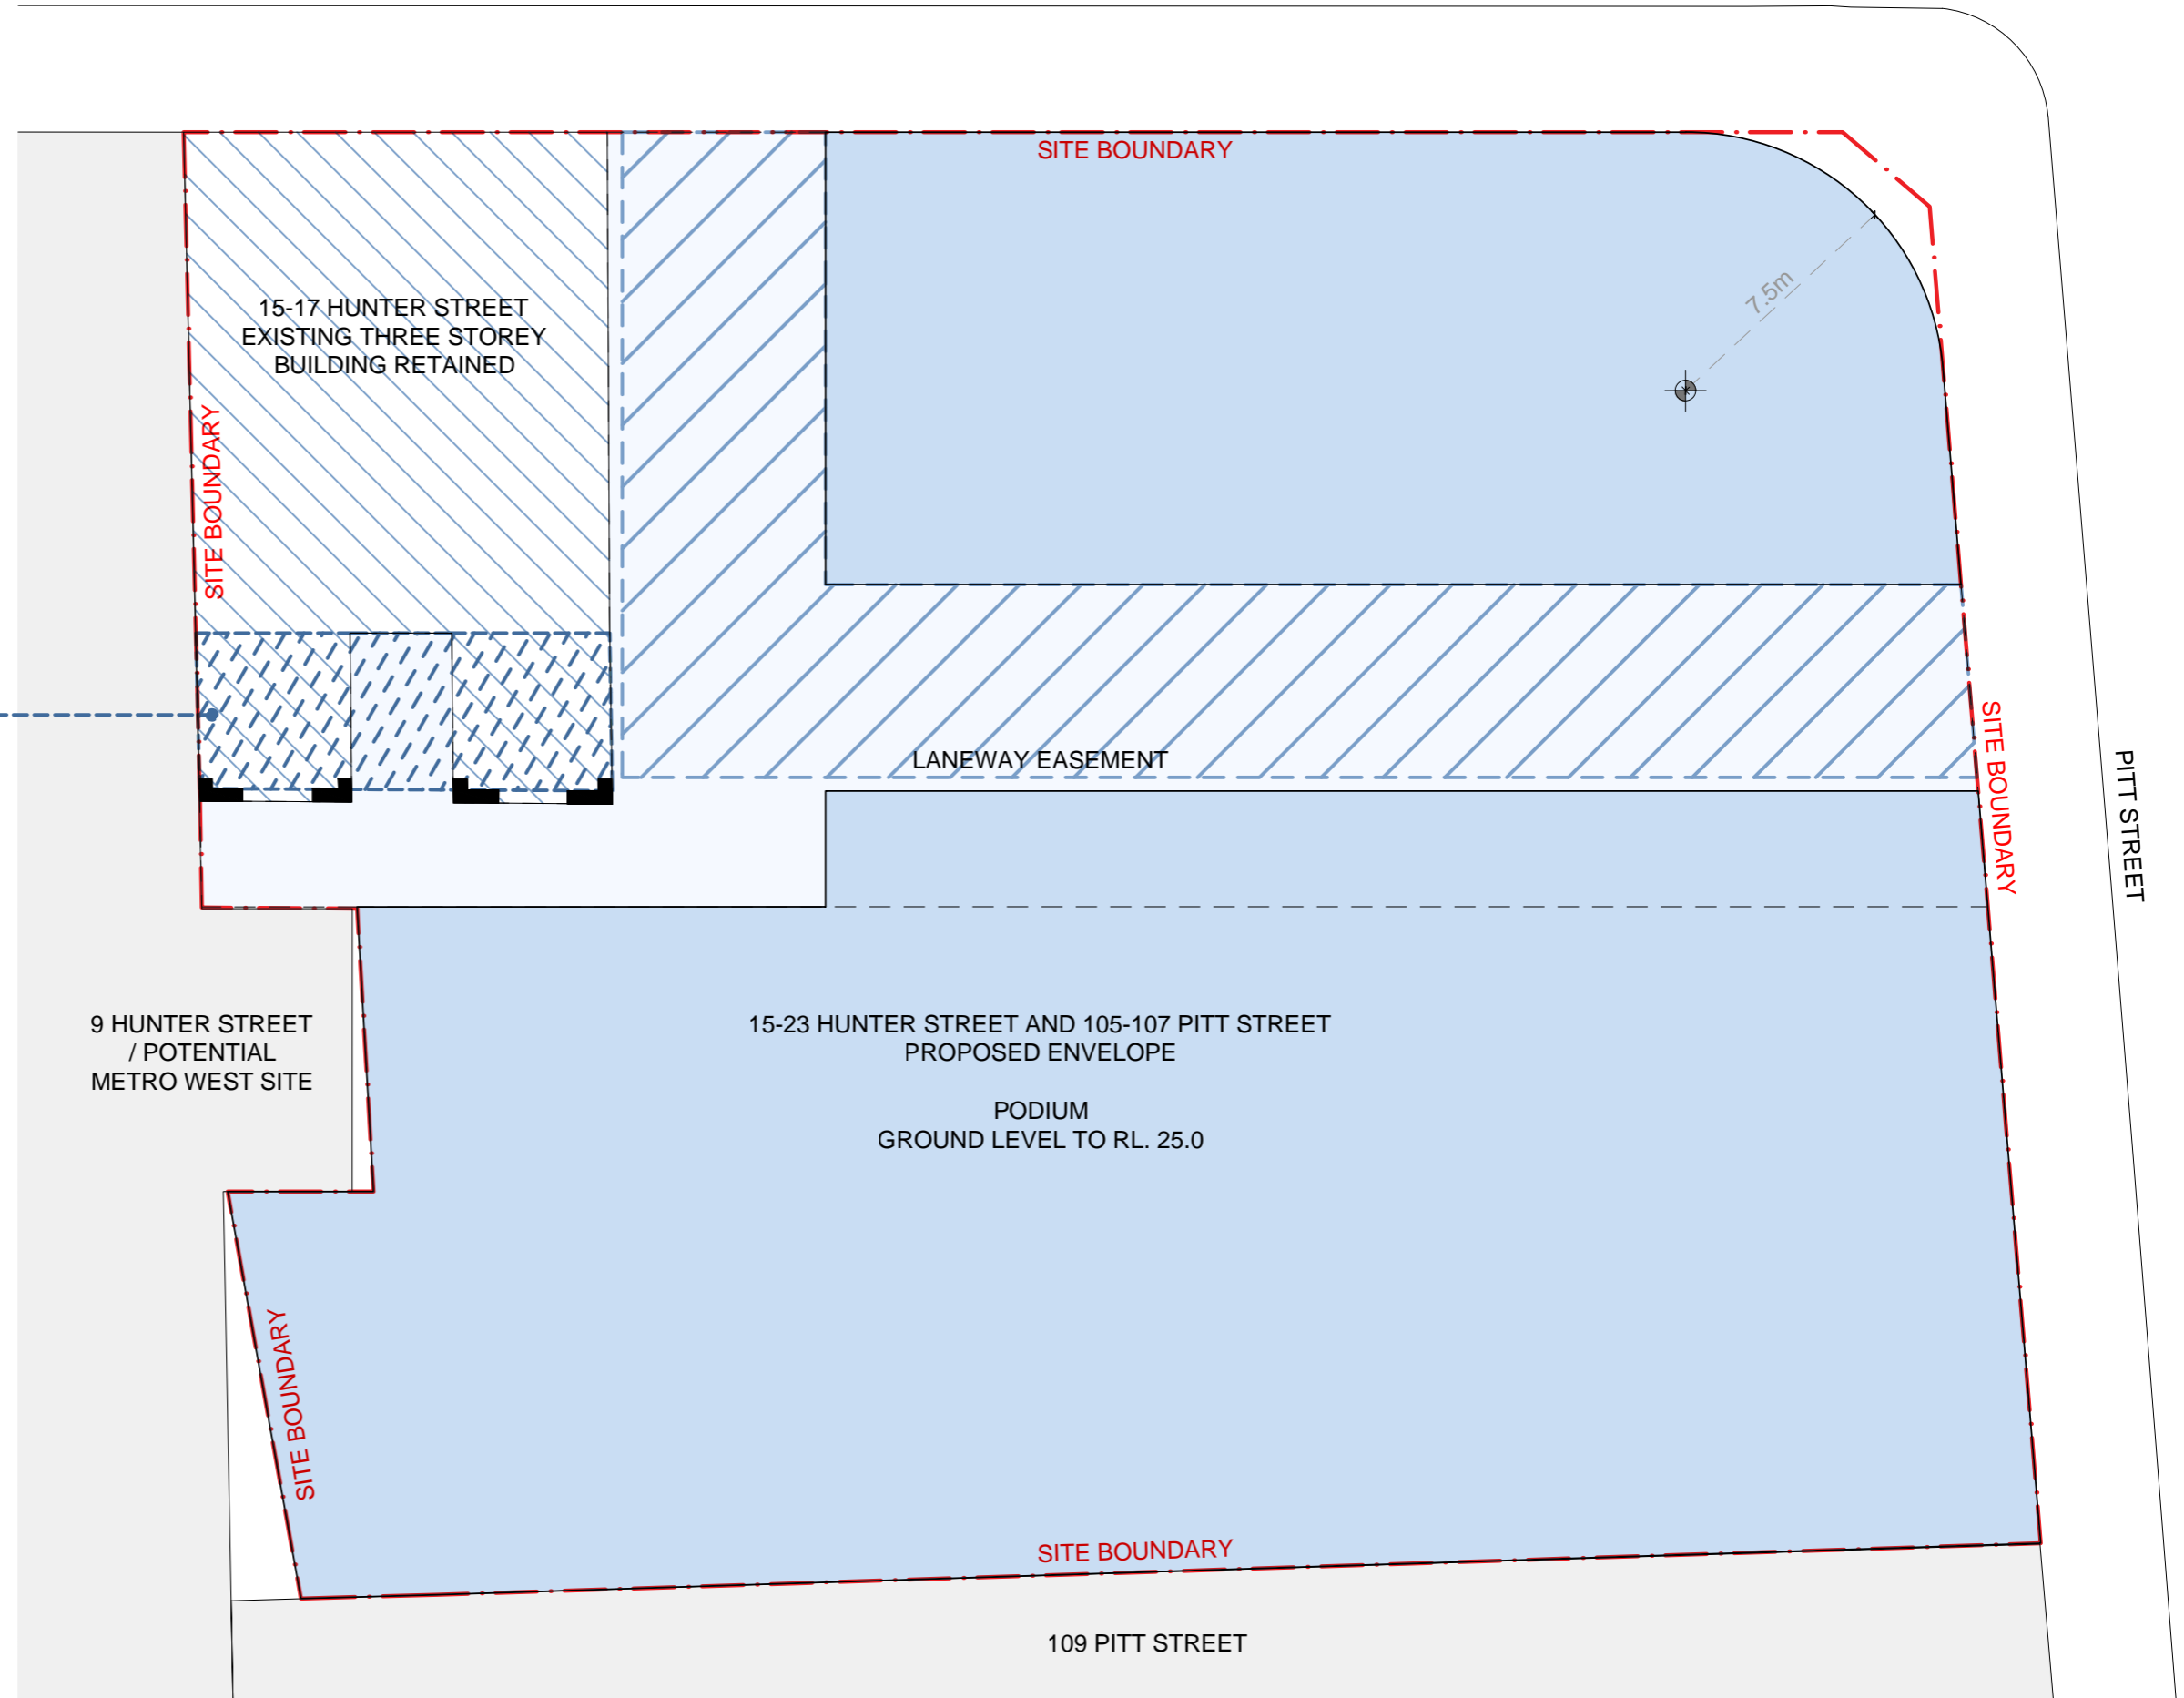 SITE BOUNDARY
7.5m
15-17 HUNTER STREET
EXISTING THREE STOREY
BUILDING RETAINED
SITE BOUNDARY
LANEWAY EASEMENT
SITE BOUNDARY
PITT STREET
9 HUNTER STREET
/ POTENTIAL
METRO WEST SITE
15-23 HUNTER STREET AND 105-107 PITT STREET
PROPOSED ENVELOPE
PODIUM
GROUND LEVEL TO RL. 25.0
SITE BOUNDARY
SITE BOUNDARY
109 PITT STREET